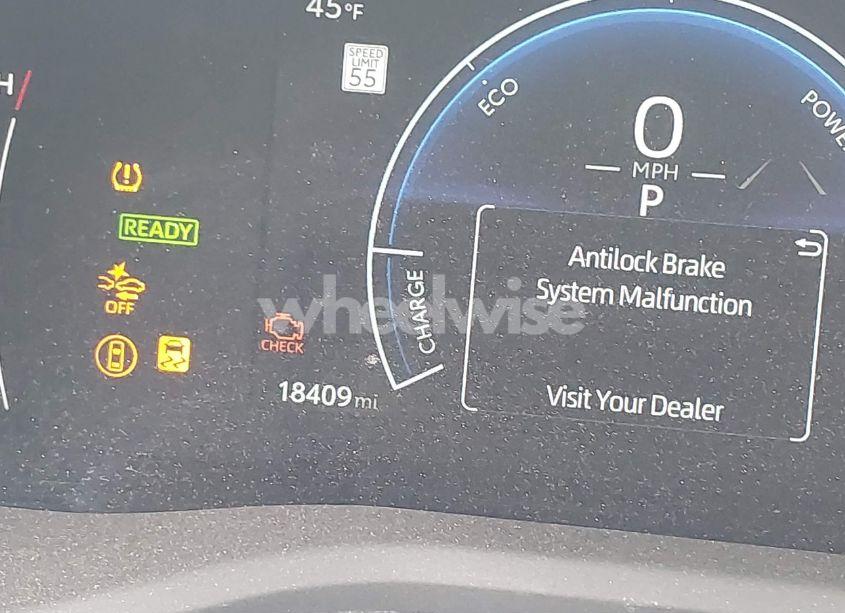 45°F
SPEED
LIMIT
55
H
ECO
POWER
0
MPH
P
READY
Antilock Brake
System Malfunction
OFF
CHARGE
wheelwise
CHECK
18409 mi
Visit Your Dealer